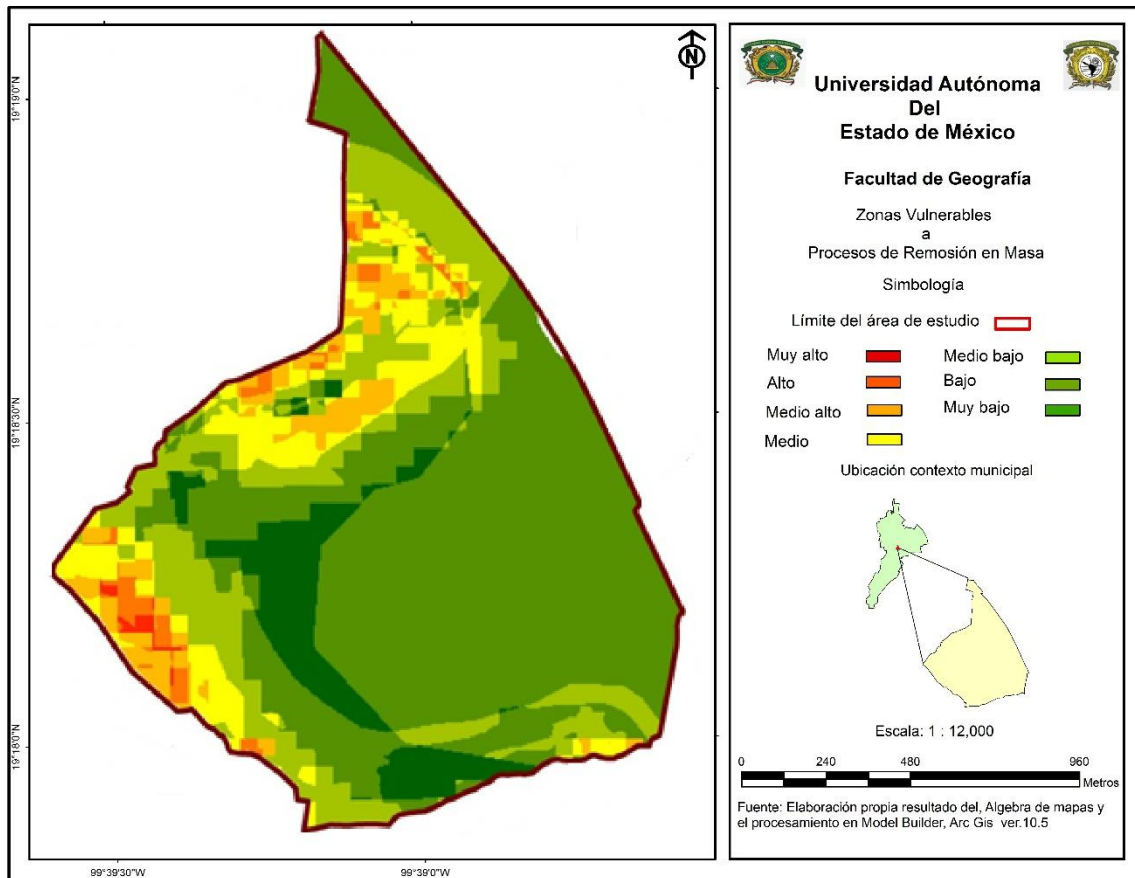 Universidad Autónoma
Del
Estado de México
Facultad de Geografía
Zonas Vulnerables
a
Procesos de Remosión en Masa
Simbología
Límite del área de estudio
Muy alto
Medio bajo
Alto
Bajo
Medio alto
Muy bajo
Medio
Ubicación contexto municipal
Escala: 1 : 12,000
0 240 480 960
Metros
Fuente: Elaboración propia resultado del, Algebra de mapas y
el procesamiento en Model Builder, Arc Gis ver.10.5
N
19°19'0"N
19°18'30"N
19°18'0"N
99°39'30"W
99°39'0"W